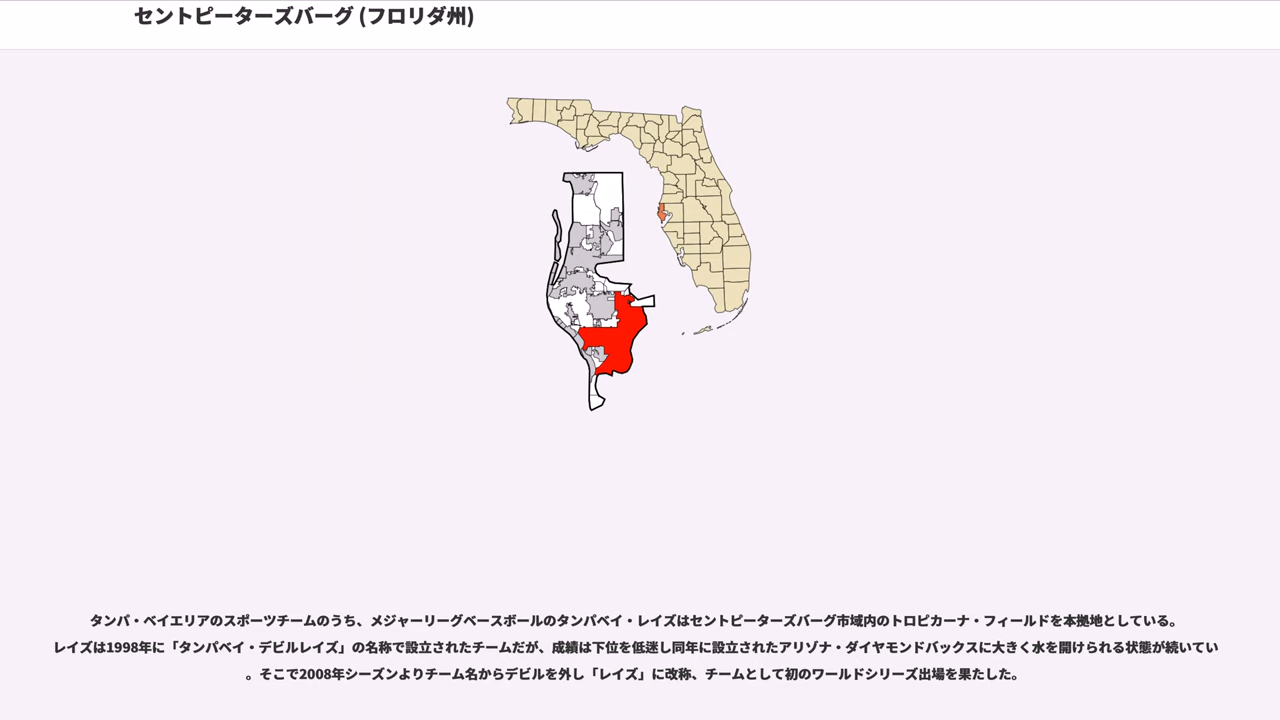 セントピーターズバーグ (フロリダ州)
タンパ・ベイエリアのスポーツチームのうち、メジャーリーグベースボールのタンパベイ・レイズはセントピーターズバーグ市域内のトロピカーナ・フィールドを本拠地としている。
レイズは1998年に「タンパベイ・デビルレイズ」の名称で設立されたチームだが、成績は下位を低迷し同年に設立されたアリゾナ・ダイヤモンドバックスに大きく水を開けられる状態が続いてい
。そこで2008年シーズンよりチーム名からデビルを外し「レイズ」に改称、チームとして初のワールドシリーズ出場を果たした。